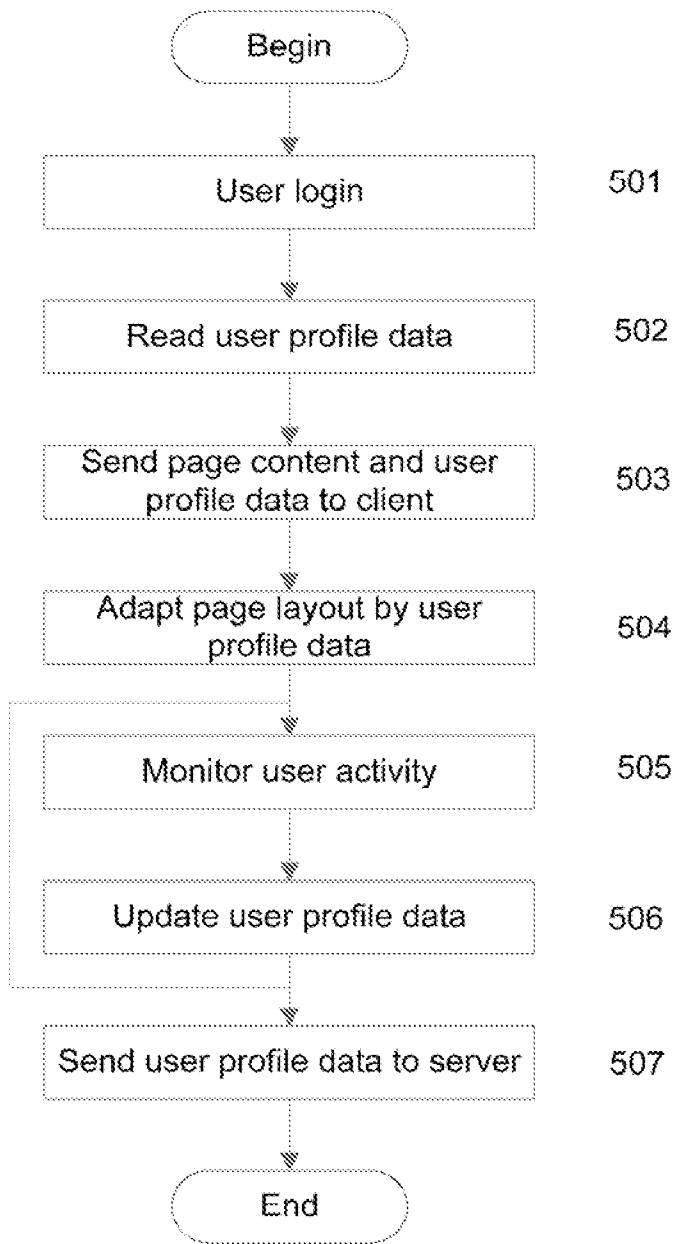 Begin
User login
501
Read user profile data
502
Send page content and user
profile data to client
503
Adapt page layout by user
profile data
504
Monitor user activity
505
Update user profile data
506
Send user profile data to server
507
End